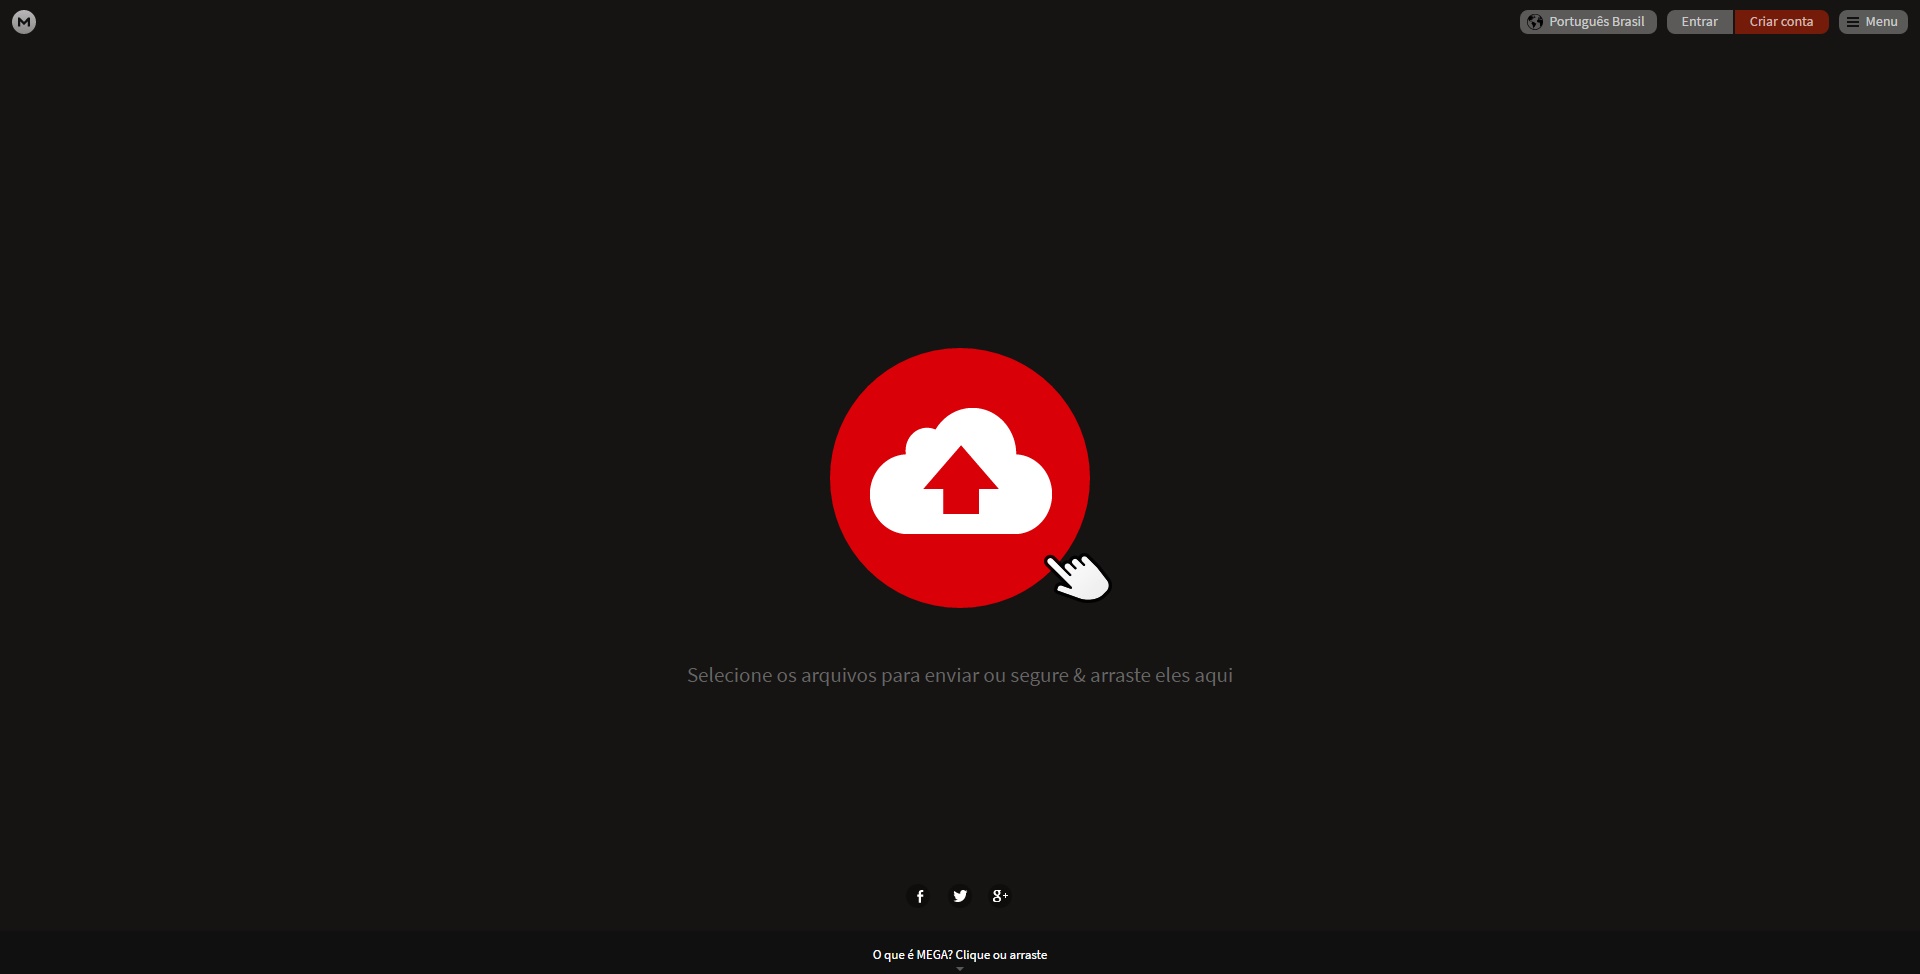 M
Português Brasil
Entrar
Criar conta
Menu
Selecione os arquivos para enviar ou segure & arraste eles aqui
f
g+
O que é MEGA? Clique ou arraste